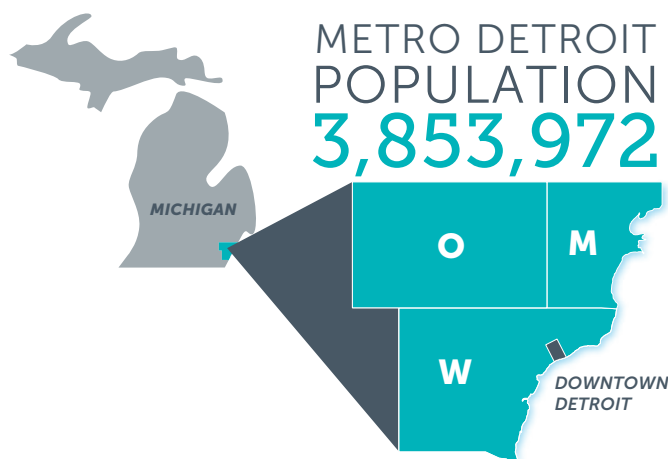 METRO DETROIT
POPULATION
3,853,972
MICHIGAN
O
M
W
DOWNTOWN
DETROIT